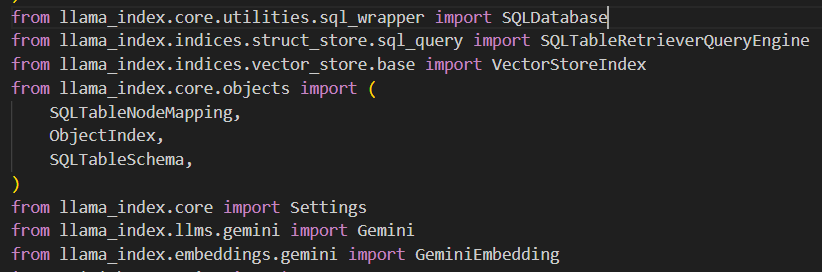 )
from llama_index.core.utilities.sql_wrapper import SQLDatabase
from llama_index.indices.struct_store.sql_query import SQLTableRetrieverQueryEngine
from llama_index.indices.vector_store.base import VectorStoreIndex
from llama_index.core.objects import (
    SQLTableNodeMapping,
    ObjectIndex,
    SQLTableSchema,
)
from llama_index.core import Settings
from llama_index.llms.gemini import Gemini
from llama_index.embeddings.gemini import GeminiEmbedding